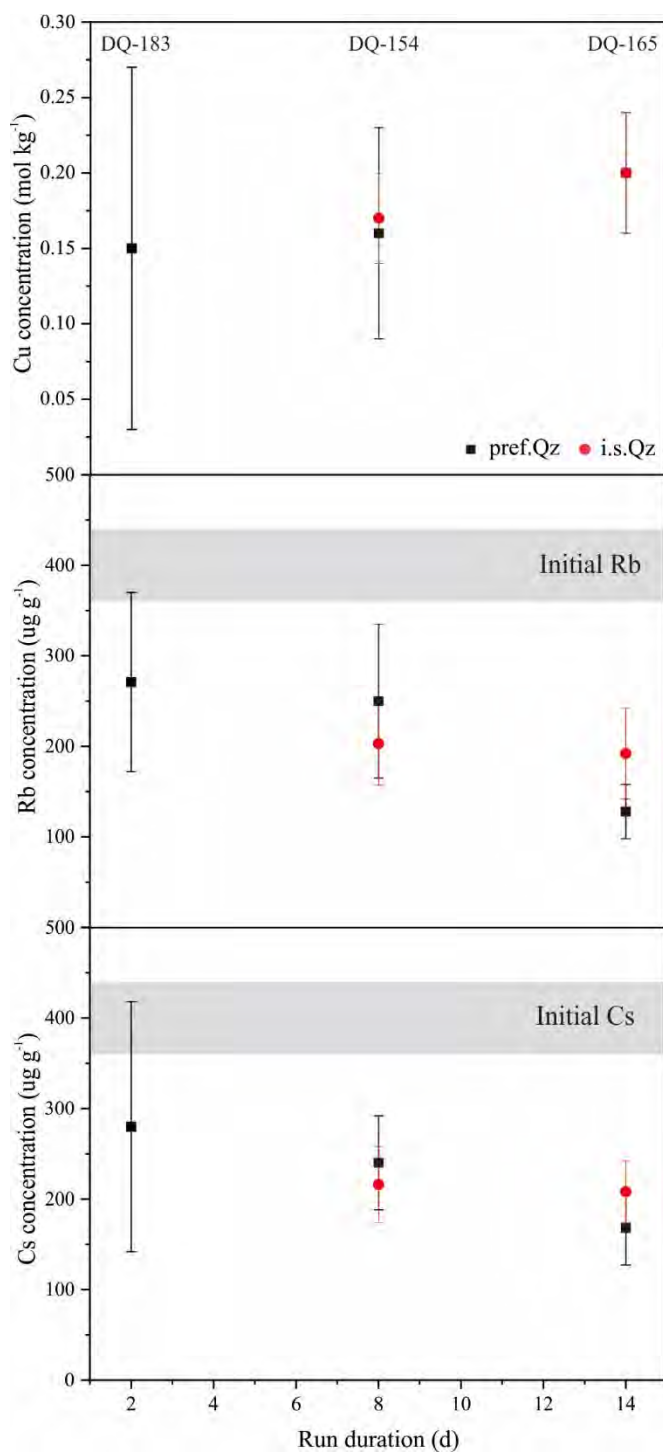 DQ-183 DQ-154 DQ-165
0.30
0.25
0.20
0.15
0.10
0.05
Cu concentration (mol kg⁻¹)
pref.Qz i.s.Qz
500
400
300
200
100
Rb concentration (ug g⁻¹)
Initial Rb
500
400
300
200
100
0
Cs concentration (ug g⁻¹)
Initial Cs
2 4 6 8 10 12 14
Run duration (d)